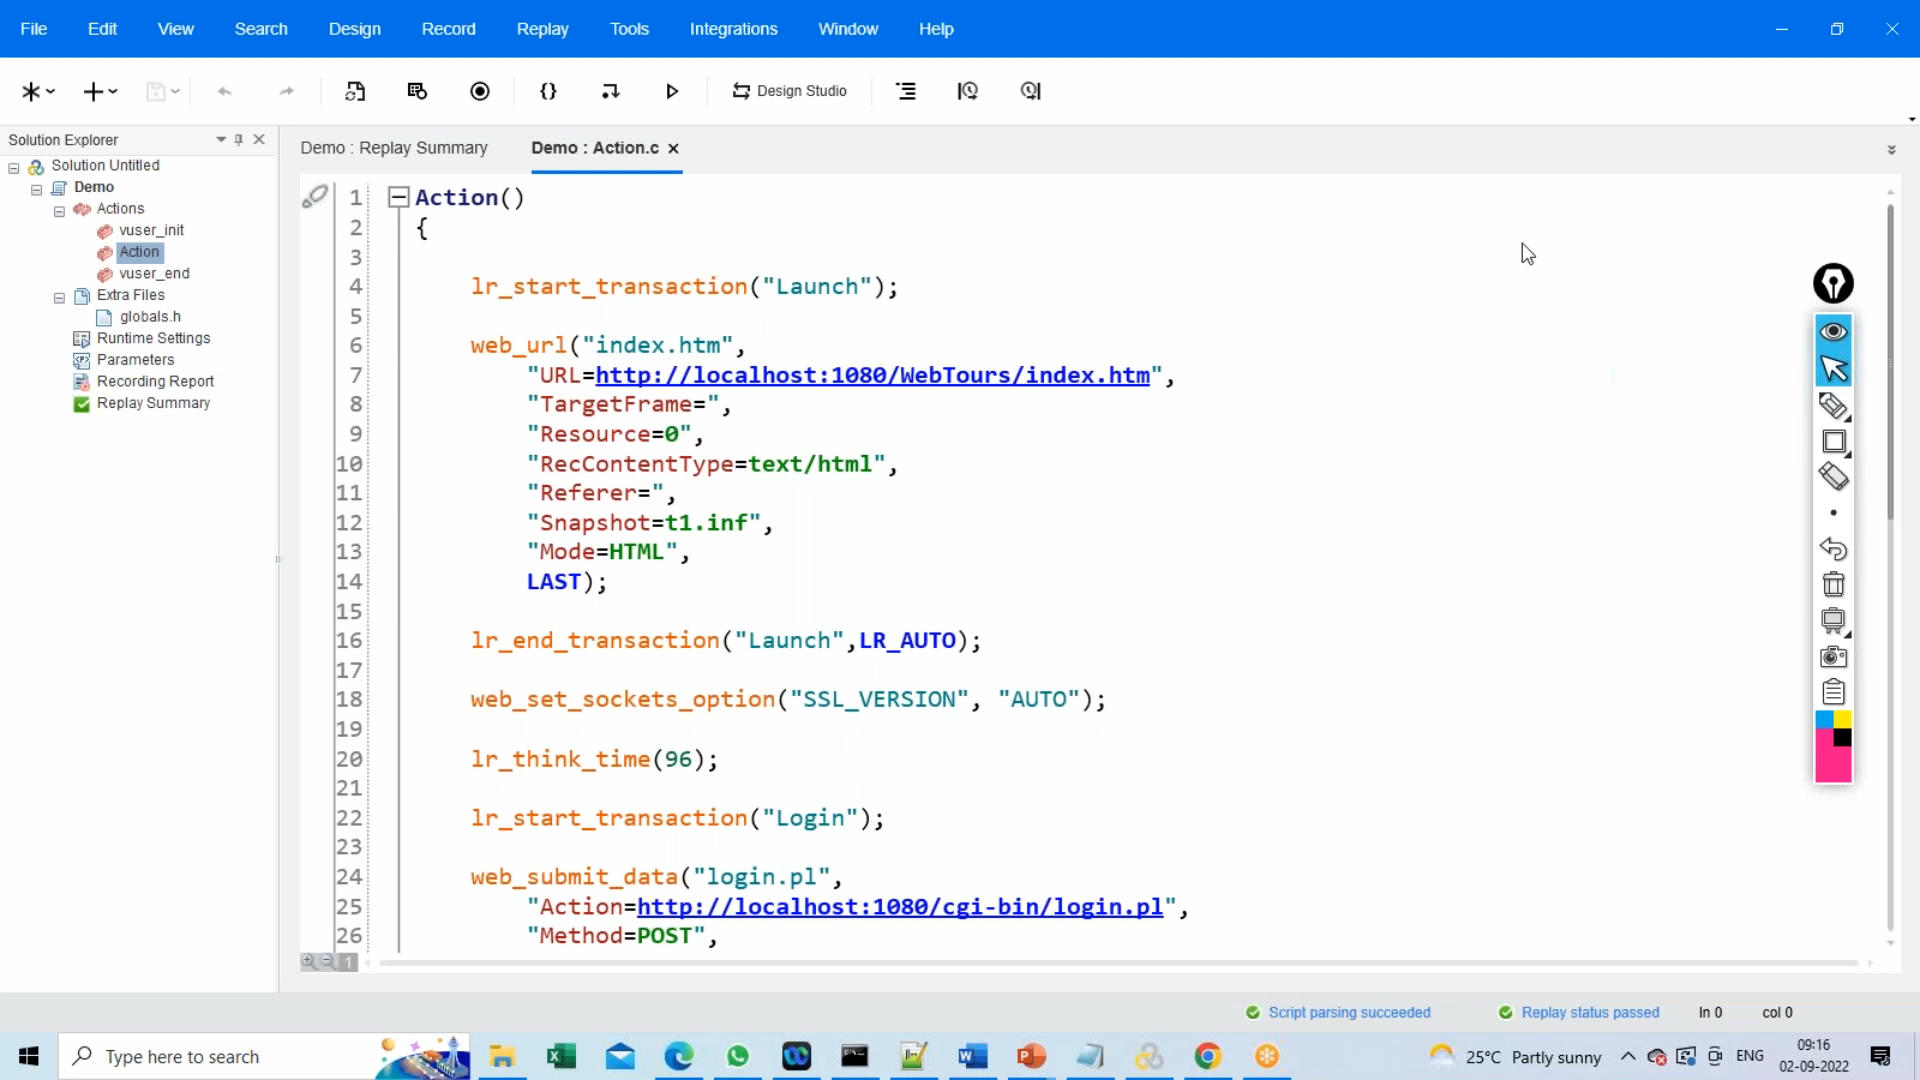 File Edit View Search Design Record Replay Tools Integrations Window Help
Design Studio
Solution Explorer
Solution Untitled
Demo
Actions
vuser_init
Action
vuser_end
Extra Files
globals.h
Runtime Settings
Parameters
Recording Report
Replay Summary
Demo : Replay Summary Demo : Action.c
1 Action()
2 {
3
4 lr_start_transaction("Launch");
5
6 web_url("index.htm",
7 "URL=http://localhost:1080/WebTours/index.htm",
8 "TargetFrame=",
9 "Resource=0",
10 "RecContentType=text/html",
11 "Referer=",
12 "Snapshot=t1.inf",
13 "Mode=HTML",
14 LAST);
15
16 lr_end_transaction("Launch",LR_AUTO);
17
18 web_set_sockets_option("SSL_VERSION", "AUTO");
19
20 lr_think_time(96);
21
22 lr_start_transaction("Login");
23
24 web_submit_data("login.pl",
25 "Action=http://localhost:1080/cgi-bin/login.pl",
26 "Method=POST",
1
Script parsing succeeded Replay status passed ln 0 col 0
Type here to search
25°C Partly sunny ENG 09:16
02-09-2022